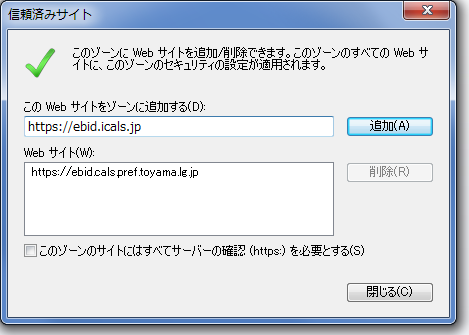 信頼済みサイト
このゾーンに Web サイトを追加/削除できます。このゾーンのすべての Web サ
イトに、このゾーンのセキュリティの設定が適用されます。
この Web サイトをゾーンに追加する(D):
https://ebid.icals.jp
追加(A)
Web サイト(W):
https://ebid.cals.pref.toyama.lg.jp
削除(R)
このゾーンのサイトにはすべてサーバーの確認 (https:) を必要とする(S)
閉じる(C)